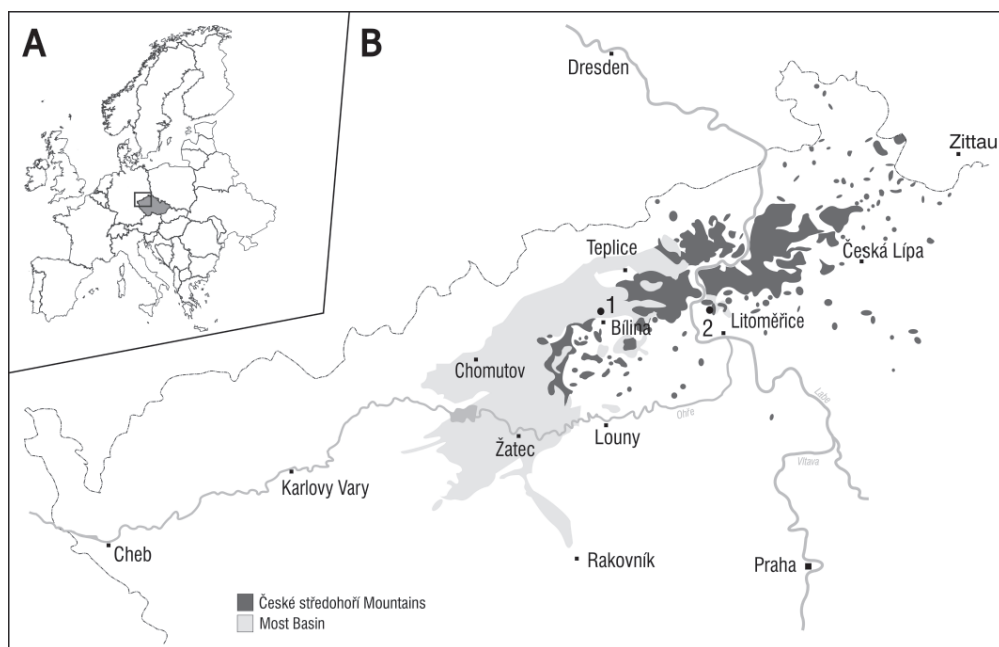 A
B
Dresden
Zittau
Teplice
Česká Lípa
1
Bílina
2
Litoměřice
Chomutov
Labe
Ohře
Louny
Žatec
Vltava
Karlovy Vary
Cheb
Rakovník
Praha
České středohoří Mountains
Most Basin